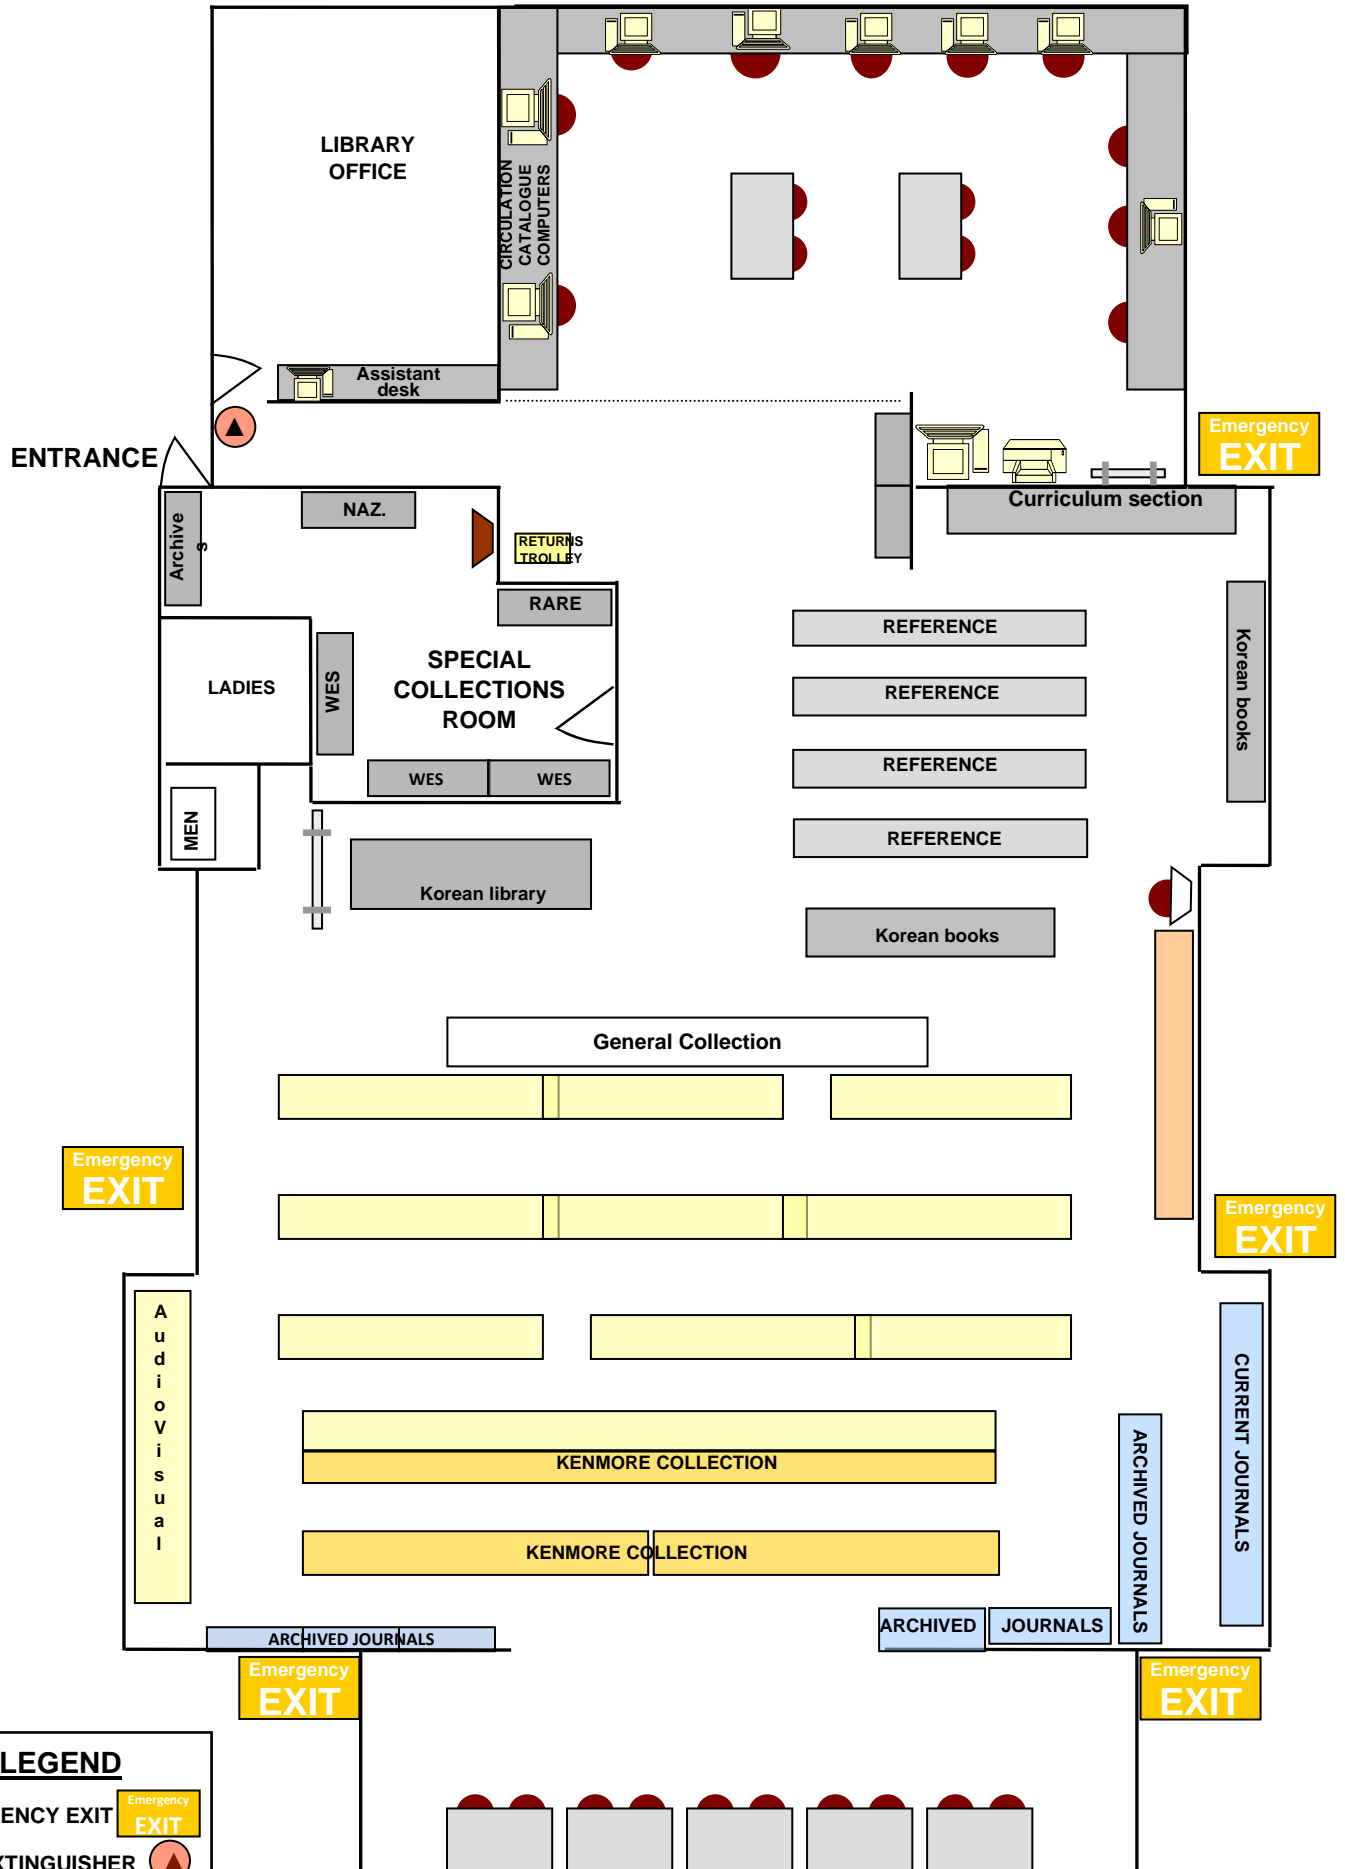 LIBRARY
OFFICE
CIRCULATION
CATALOGUE
COMPUTERS
Assistant
desk
ENTRANCE
Emergency
EXIT
Curriculum section
NAZ.
Archive
s
RETURNS
TROLLEY
RARE
REFERENCE
Korean books
SPECIAL
COLLECTIONS
ROOM
LADIES
WES
REFERENCE
REFERENCE
WES
WES
MEN
REFERENCE
Korean library
Korean books
General Collection
Emergency
EXIT
Emergency
EXIT
AudioVisual
CURRENT JOURNALS
ARCHIVED JOURNALS
KENMORE COLLECTION
KENMORE COLLECTION
ARCHIVED JOURNALS
ARCHIVED JOURNALS
Emergency
EXIT
Emergency
EXIT
LEGEND
ENCY EXIT
Emergency
EXIT
XTINGUISHER